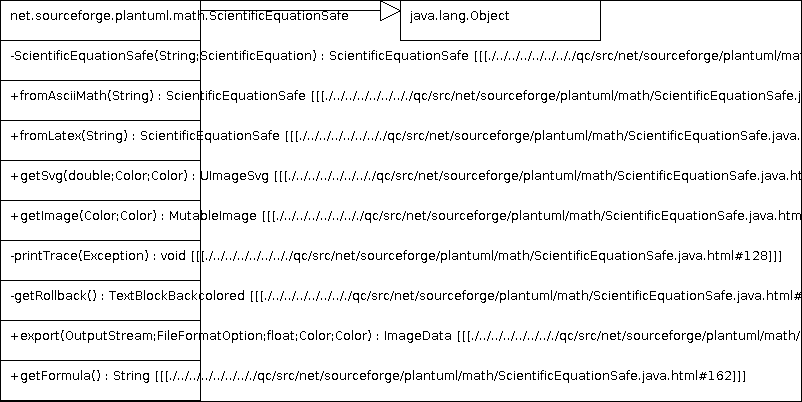 net.sourceforge.plantuml.math.ScientificEquationSafe
java.lang.Object
-ScientificEquationSafe(String;ScientificEquation) : ScientificEquationSafe [[[./../../../../../../qc/src/net/sourceforge/plantuml/ma
+fromAsciiMath(String) : ScientificEquationSafe [[[./../../../../../../qc/src/net/sourceforge/plantuml/math/ScientificEquationSafe.j
+fromLatex(String) : ScientificEquationSafe [[[./../../../../../../qc/src/net/sourceforge/plantuml/math/ScientificEquationSafe.java.
+getSvg(double;Color;Color) : UImageSvg [[[./../../../../../../qc/src/net/sourceforge/plantuml/math/ScientificEquationSafe.java.ht
+getImage(Color;Color) : MutableImage [[[./../../../../../../qc/src/net/sourceforge/plantuml/math/ScientificEquationSafe.java.htm
-printTrace(Exception) : void [[[./../../../../../../qc/src/net/sourceforge/plantuml/math/ScientificEquationSafe.java.html#128]]]
-getRollback() : TextBlockBackcolored [[[./../../../../../../qc/src/net/sourceforge/plantuml/math/ScientificEquationSafe.java.html#
+export(OutputStream;FileFormatOption;float;Color;Color) : ImageData [[[./../../../../../../qc/src/net/sourceforge/plantuml/math/
+getFormula() : String [[[./../../../../../../qc/src/net/sourceforge/plantuml/math/ScientificEquationSafe.java.html#162]]]